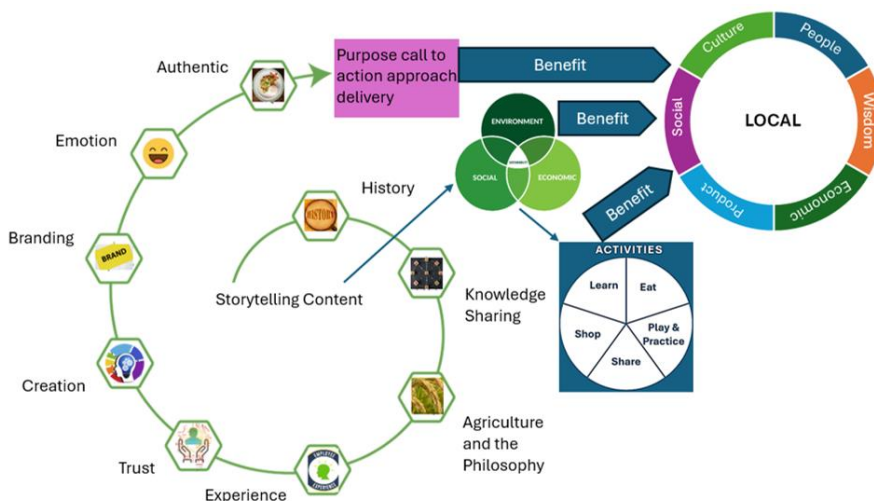 Authentic
Purpose call to
action approach
delivery
Benefit
Culture
People
Wisdom
Economic
Product
Social
LOCAL
Emotion
ENVIRONMENT
SOCIAL
ECONOMIC
Benefit
Benefit
History
HISTORY
Branding
BRAND
Storytelling Content
Knowledge
Sharing
ACTIVITIES
Learn
Eat
Shop
Play &
Practice
Share
Creation
Agriculture
and the
Philosophy
Trust
Experience
EMPLOYEE
EXPERIENCE